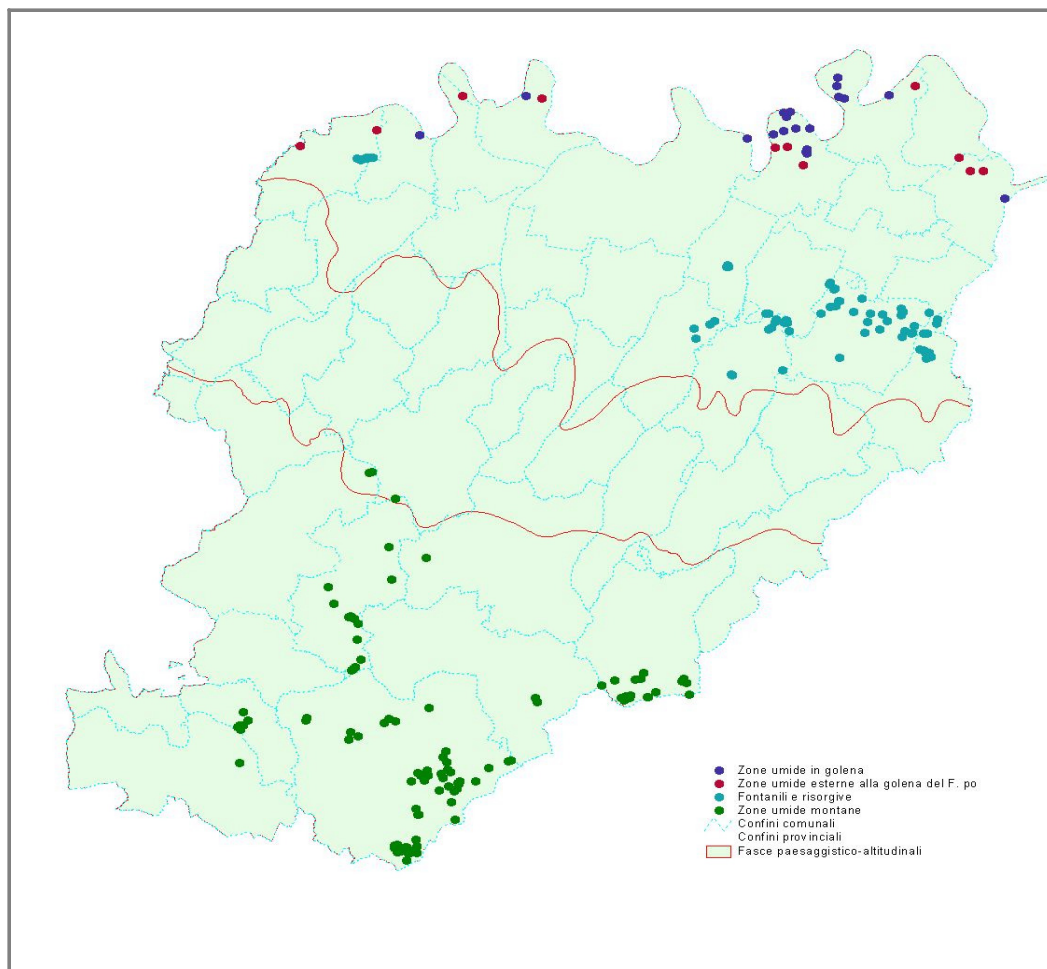 Zone umide in golena
Zone umide esterne alla golena del F. po
Fontanili e risorgive
Zone umide montane
Confini comunali
Confini provinciali
Fasce paesaggistico-altitudinali